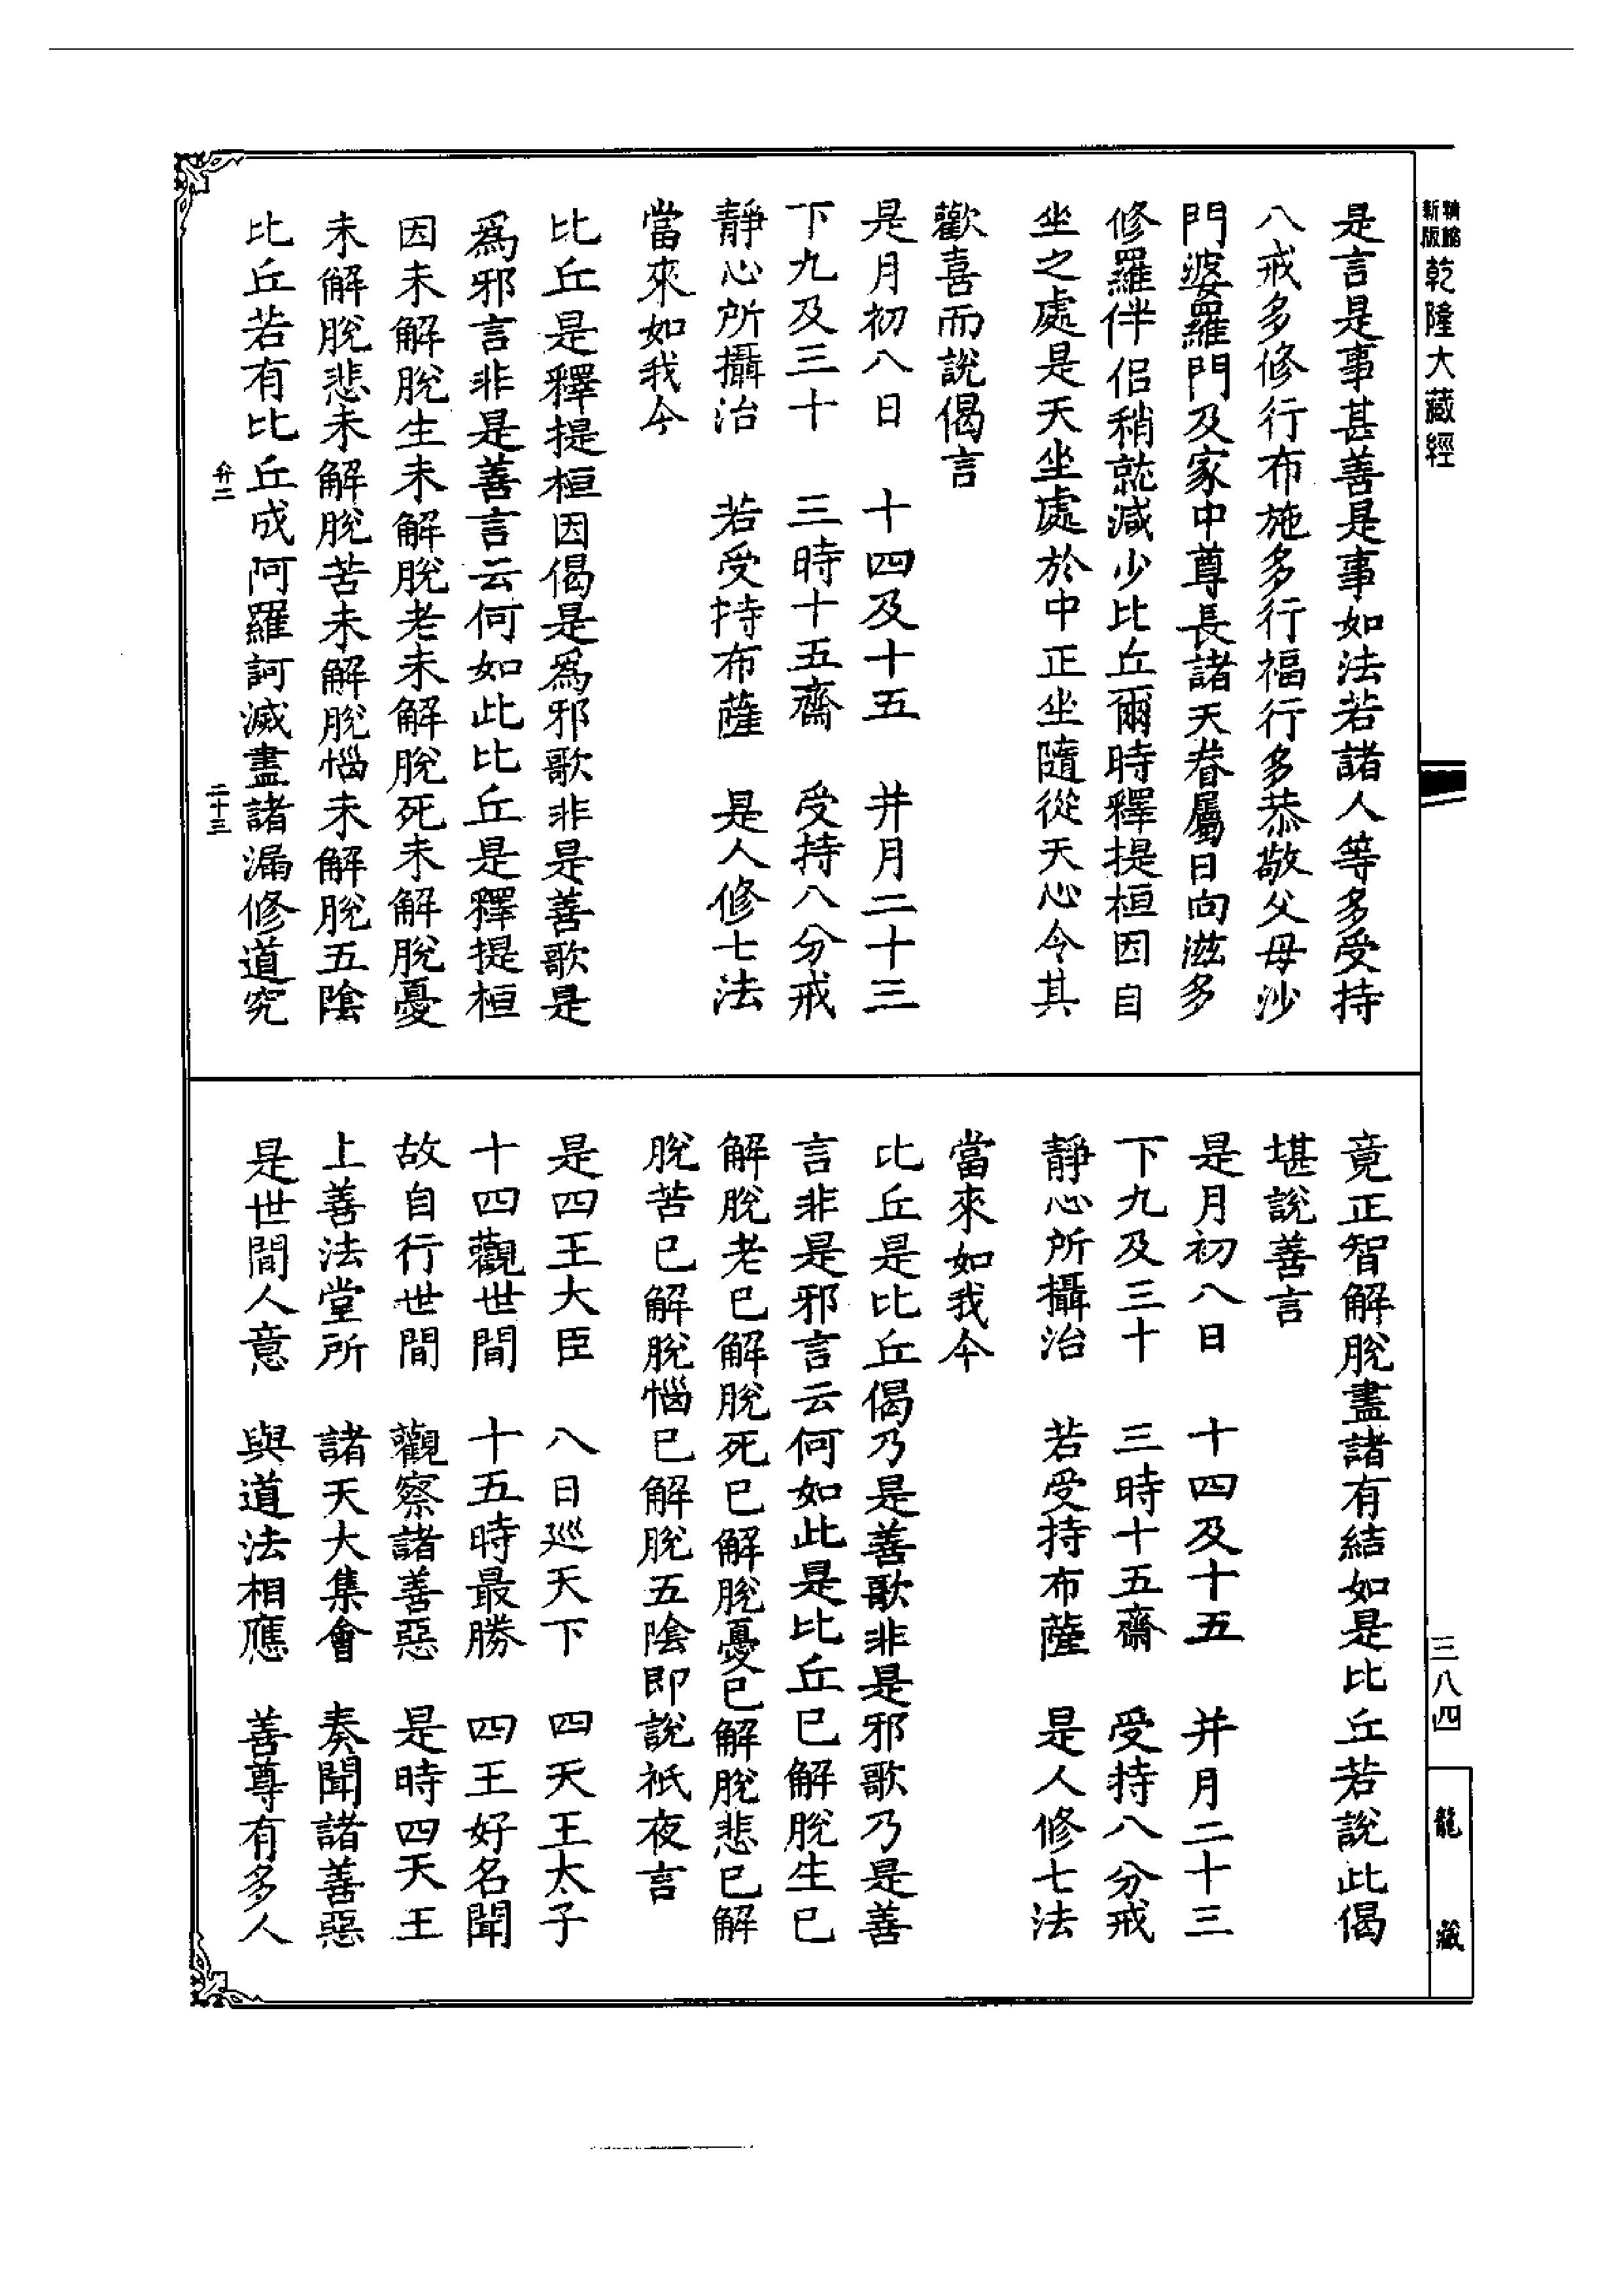 精縮新版乾隆大藏經
是言是事甚善是事如法若諸人等多受持
八戒多修行布施多行福行多恭敬父母沙
門婆羅門及家中尊長諸天眷屬日向滋多
修羅伴侶稍就減少比丘爾時釋提桓因自
坐之處是天坐處於中正坐隨從天心令其
歡喜而說偈言
是月初八日 十四及十五 并月二十三
下九及三十 三時十五齋 受持八分戒
靜心所攝治 若受持布薩 是人修七法
當來如我今
比丘是釋提桓因偈是爲邪歌非是善歌是
爲邪言非是善言云何如此比丘是釋提桓
因未解脫生未解脫老未解脫死未解脫憂
未解脫悲未解脫苦未解脫惱未解脫五陰
比丘若有比丘成阿羅訶滅盡諸漏修道究
弁二 二十三
竟正智解脫盡諸有結如是比丘若說此偈
堪說善言
是月初八日 十四及十五 并月二十三
下九及三十 三時十五齋 受持八分戒
靜心所攝治 若受持布薩 是人修七法
當來如我今
比丘是比丘偈乃是善歌非是邪歌乃是善
言非是邪言云何如此是比丘已解脫生已
解脫老已解脫死已解脫憂已解脫悲已解
脫苦已解脫惱已解脫五陰即說祇夜言
是四王大臣 八日巡天下 四天王太子
十四觀世間 十五時最勝 四王好名聞
故自行世間 觀察諸善惡 是時四天王
上善法堂所 諸天大集會 奏聞諸善惡
是世間人意 與道法相應 善尊有多人
三八四
龍藏